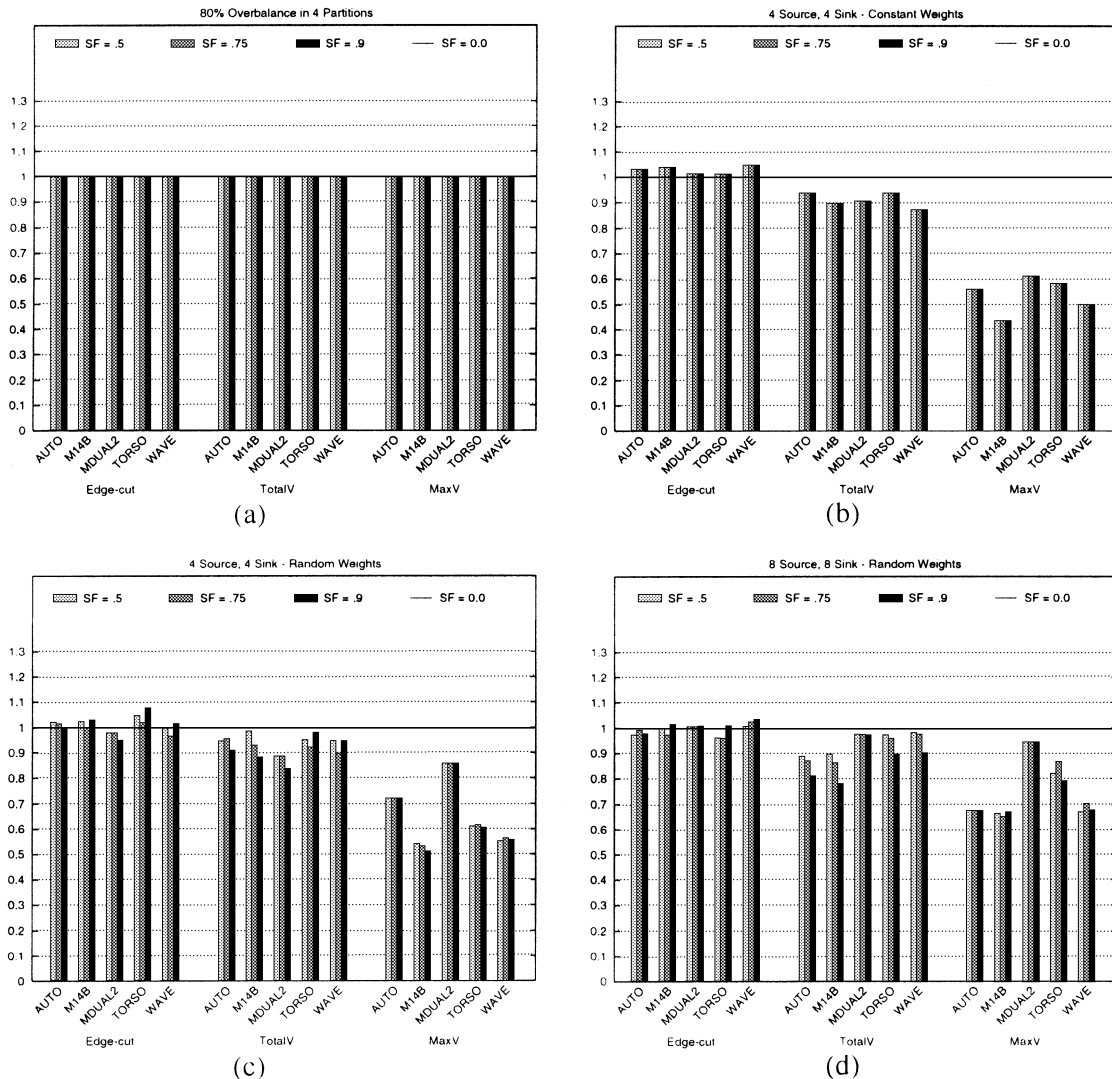 80% Overbalance in 4 Partitions
SF = .5 SF = .75 SF = .9 SF = 0.0
1.3
1.2
1.1
1
0.9
0.8
0.7
0.6
0.5
0.4
0.3
0.2
0.1
0
AUTO M14B MDUAL2 TORSO WAVE AUTO M14B MDUAL2 TORSO WAVE AUTO M14B MDUAL2 TORSO WAVE
Edge-cut TotalV MaxV
(a)
4 Source, 4 Sink - Constant Weights
SF = .5 SF = .75 SF = .9 SF = 0.0
1.3
1.2
1.1
1
0.9
0.8
0.7
0.6
0.5
0.4
0.3
0.2
0.1
0
AUTO M14B MDUAL2 TORSO WAVE AUTO M14B MDUAL2 TORSO WAVE AUTO M14B MDUAL2 TORSO WAVE
Edge-cut TotalV MaxV
(b)
4 Source, 4 Sink - Random Weights
SF = .5 SF = .75 SF = .9 SF = 0.0
1.3
1.2
1.1
1
0.9
0.8
0.7
0.6
0.5
0.4
0.3
0.2
0.1
0
AUTO M14B MDUAL2 TORSO WAVE AUTO M14B MDUAL2 TORSO WAVE AUTO M14B MDUAL2 TORSO WAVE
Edge-cut TotalV MaxV
(c)
8 Source, 8 Sink - Random Weights
SF = .5 SF = .75 SF = .9 SF = 0.0
1.3
1.2
1.1
1
0.9
0.8
0.7
0.6
0.5
0.4
0.3
0.2
0.1
0
AUTO M14B MDUAL2 TORSO WAVE AUTO M14B MDUAL2 TORSO WAVE AUTO M14B MDUAL2 TORSO WAVE
Edge-cut TotalV MaxV
(d)